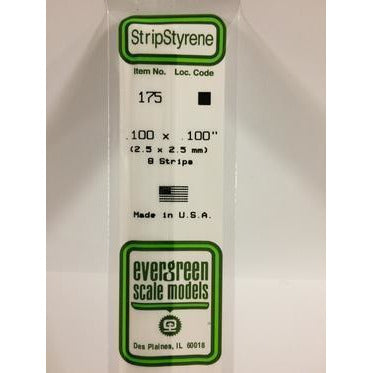 StripStyrene
Item No. Loc. Code
175
.100 x .100"
(2.5 x 2.5 mm)
8 Strips
Made in U.S.A.
evergreen
scale models
Des Plaines, IL 60018